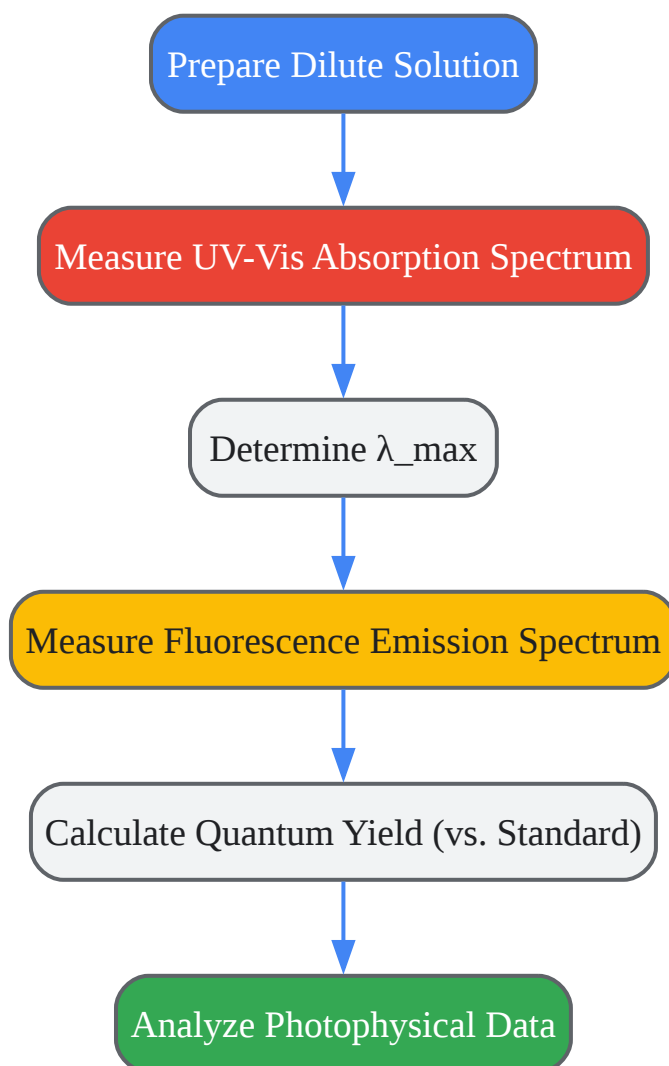 Prepare Dilute Solution
Measure UV-Vis Absorption Spectrum
Determine λ_max
Measure Fluorescence Emission Spectrum
Calculate Quantum Yield (vs. Standard)
Analyze Photophysical Data